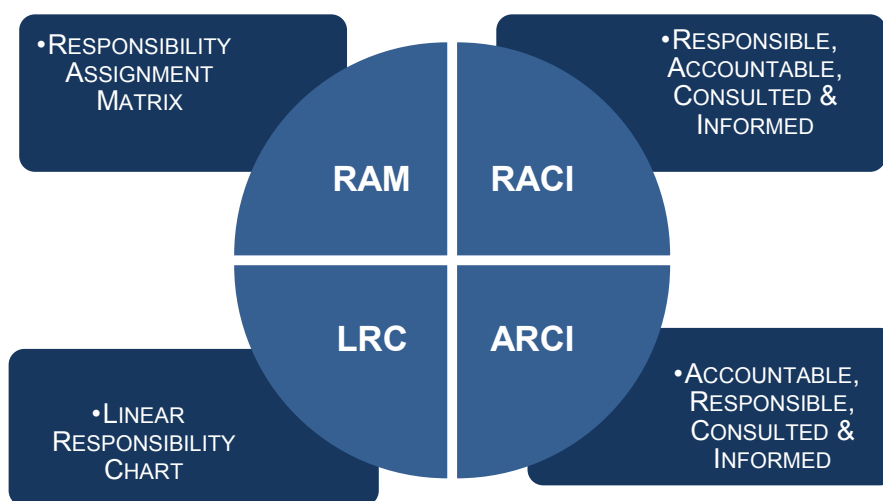 •RESPONSIBILITY
ASSIGNMENT
MATRIX
•RESPONSIBLE,
ACCOUNTABLE,
CONSULTED &
INFORMED
RAM
RACI
LRC
ARCI
•LINEAR
RESPONSIBILITY
CHART
•ACCOUNTABLE,
RESPONSIBLE,
CONSULTED &
INFORMED